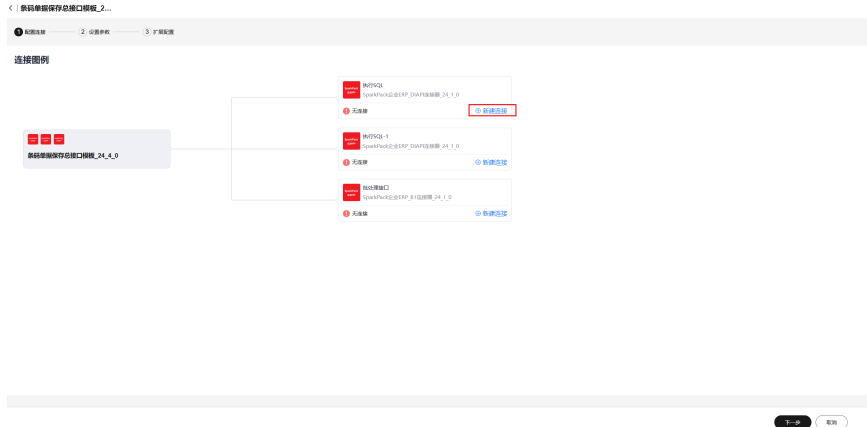 条码单据保存总接口模板_2...
1 配置连接 2 设置参数 3 扩展配置
连接图例
执行SQL
SparkPack企业ERP_DIAPI连接器_24_1_0
无连接 新建连接
条码单据保存总接口模板_24_4_0
执行SQL-1
SparkPack企业ERP_DIAPI连接器_24_1_0
无连接 新建连接
批处理接口
SparkPack企业ERP_B1连接器_24_1_0
无连接 新建连接
下一步 取消